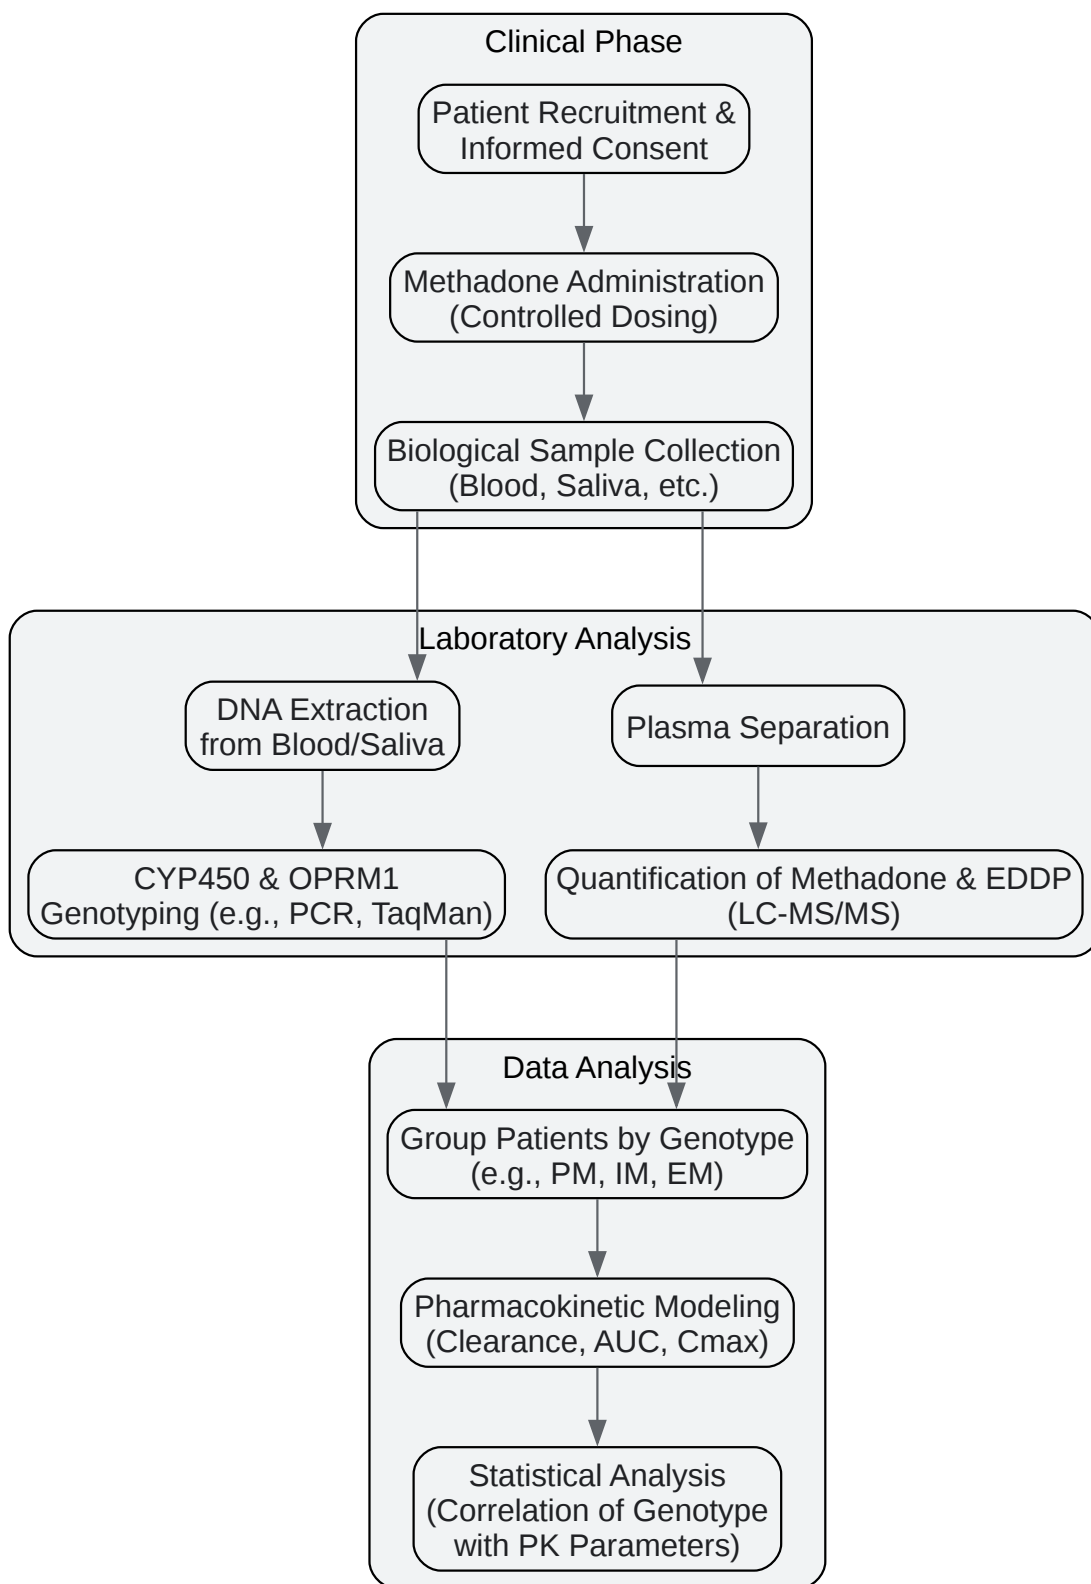 Clinical Phase
Patient Recruitment &
Informed Consent
Methadone Administration
(Controlled Dosing)
Biological Sample Collection
(Blood, Saliva, etc.)
Laboratory Analysis
DNA Extraction
from Blood/Saliva
Plasma Separation
CYP450 & OPRM1
Genotyping (e.g., PCR, TaqMan)
Quantification of Methadone & EDDP
(LC-MS/MS)
Data Analysis
Group Patients by Genotype
(e.g., PM, IM, EM)
Pharmacokinetic Modeling
(Clearance, AUC, Cmax)
Statistical Analysis
(Correlation of Genotype
with PK Parameters)